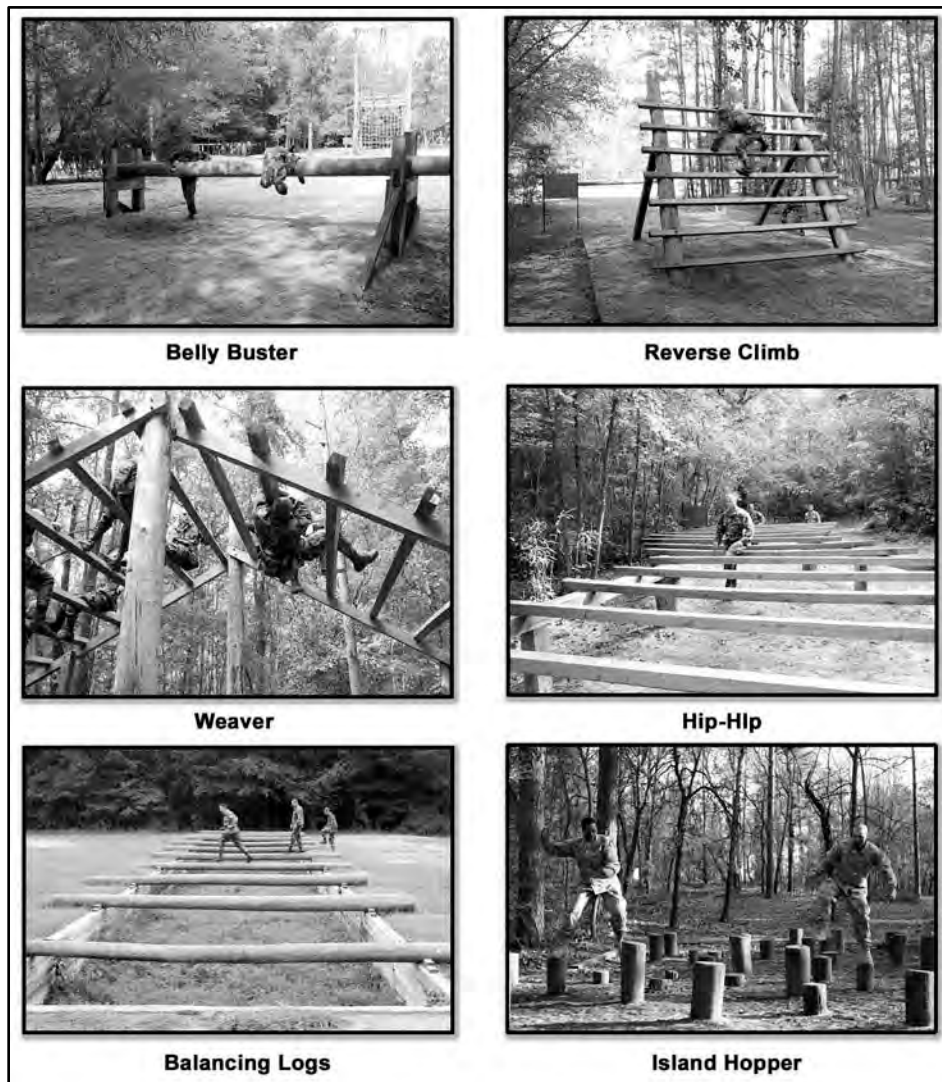 Belly Buster
Reverse Climb
Weaver
Hip-HIp
Balancing Logs
Island Hopper